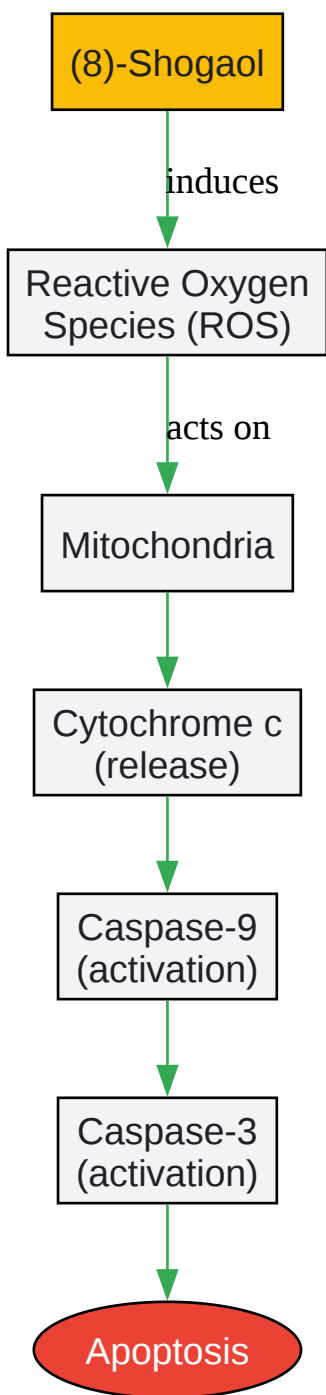 (8)-Shogaol
induces
Reactive Oxygen
Species (ROS)
acts on
Mitochondria
Cytochrome c
(release)
Caspase-9
(activation)
Caspase-3
(activation)
Apoptosis